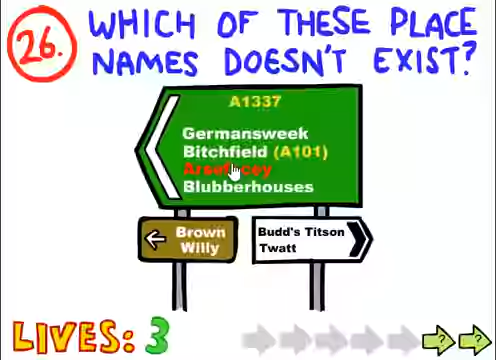 26.
WHICH OF THESE PLACE
NAMES DOESN'T EXIST?
A1337
Germansweek
Bitchfield (A101)
Blubberhouses
Brown
Willy
Budd's Titson
Twatt
LIVES: 3
? ?